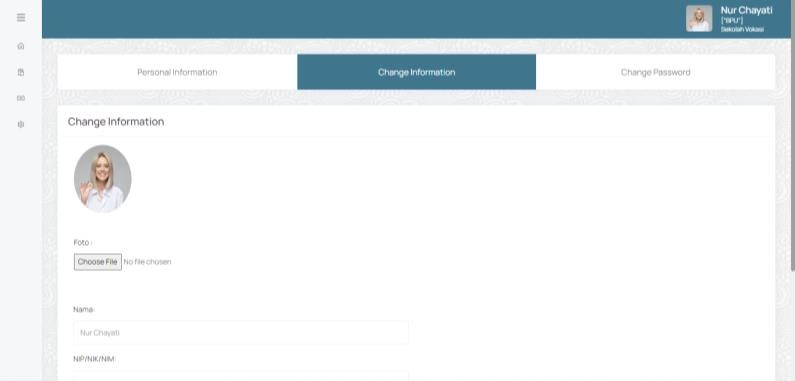 Nur Chayati
["BPU"]
Sekolah Vokasi
Personal Information
Change Information
Change Password
Change Information
Foto :
Choose File No file chosen
Nama:
Nur Chayati
NIP/NIK/NIM: